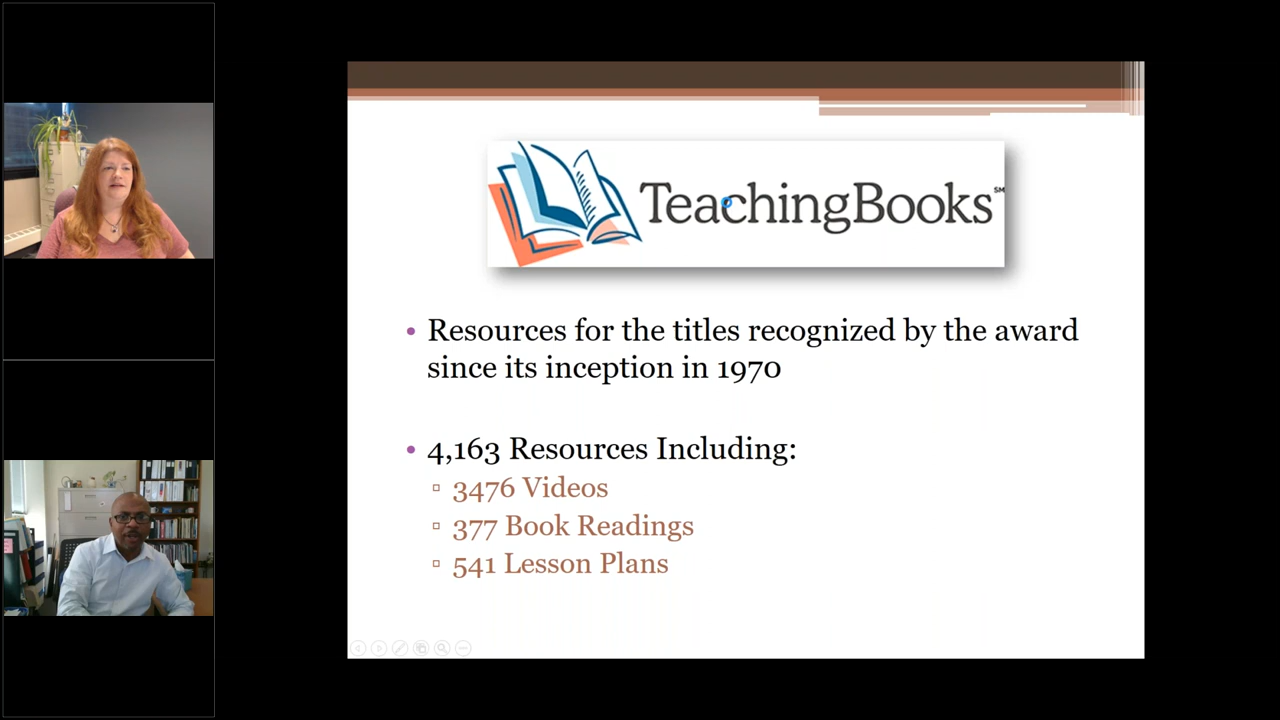 TeachingBooks℠
• Resources for the titles recognized by the award
since its inception in 1970
• 4,163 Resources Including:
▫ 3476 Videos
▫ 377 Book Readings
▫ 541 Lesson Plans